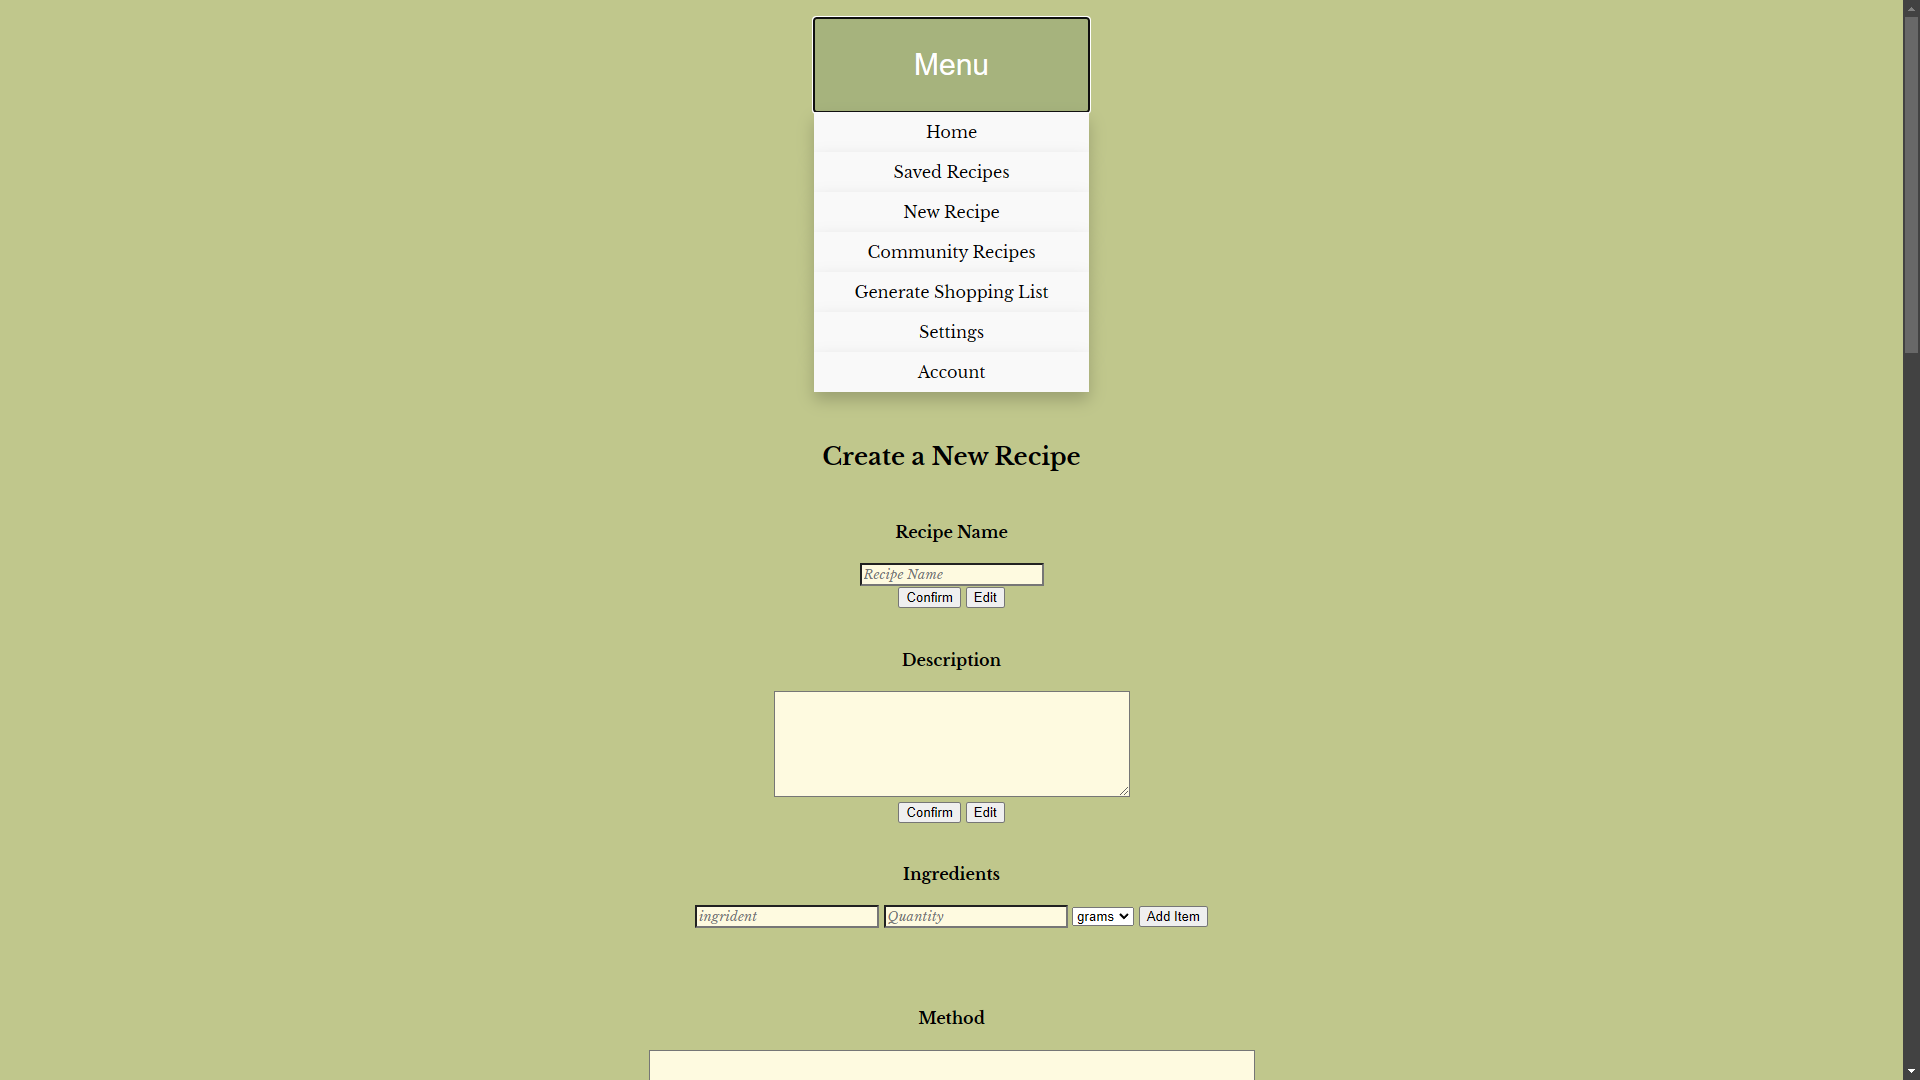 Menu
Home
Saved Recipes
New Recipe
Community Recipes
Generate Shopping List
Settings
Account
Create a New Recipe
Recipe Name
Recipe Name
Confirm Edit
Description
Confirm Edit
Ingredients
ingrident Quantity grams Add Item
Method